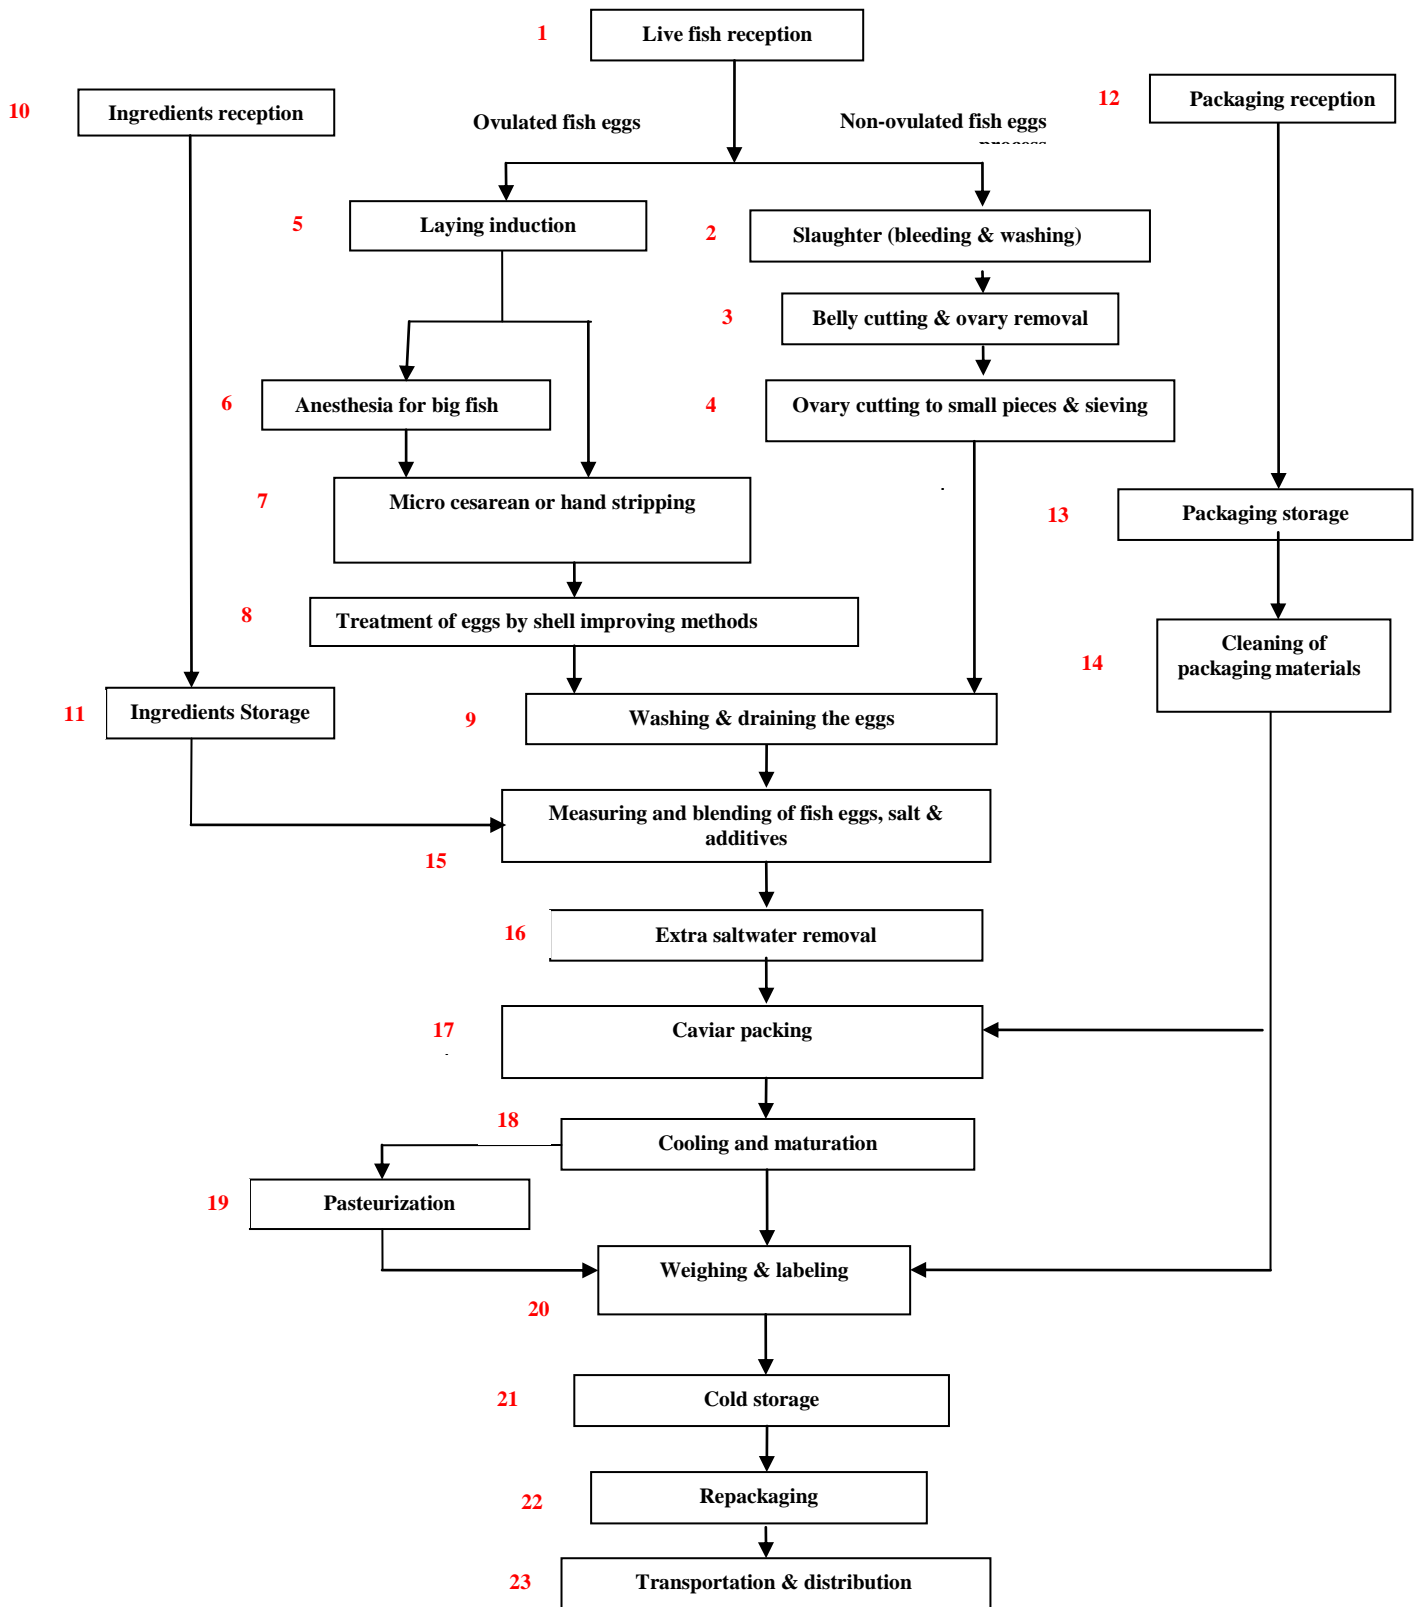 1
Live fish reception
10
Ingredients reception
12
Packaging reception
Ovulated fish eggs
Non-ovulated fish eggs
5
Laying induction
2
Slaughter (bleeding & washing)
3
Belly cutting & ovary removal
6
Anesthesia for big fish
4
Ovary cutting to small pieces & sieving
7
Micro cesarean or hand stripping
13
Packaging storage
8
Treatment of eggs by shell improving methods
14
Cleaning of
packaging materials
11
Ingredients Storage
9
Washing & draining the eggs
Measuring and blending of fish eggs, salt &
additives
15
16
Extra saltwater removal
17
Caviar packing
18
Cooling and maturation
19
Pasteurization
Weighing & labeling
20
21
Cold storage
22
Repackaging
23
Transportation & distribution